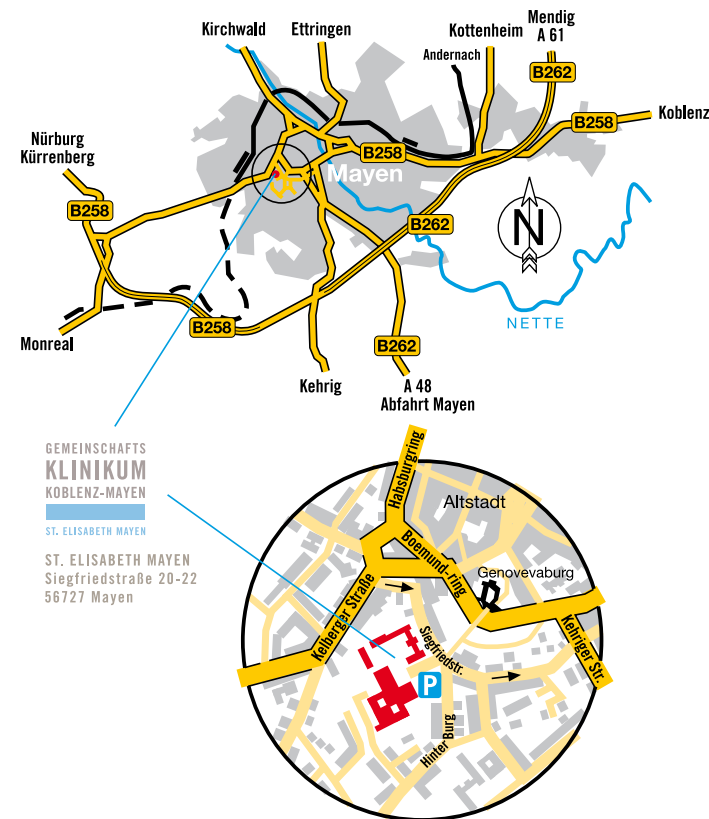 Kirchwald
Ettringen
Kottenheim
Mendig
A 61
Andernach
B262
Koblenz
B258
Nürburg
Kürrenberg
B258
Mayen
B258
B262
N
NETTE
B258
Monreal
B262
Kehrig
A 48
Abfahrt Mayen
GEMEINSCHAFTS
KLINIKUM
KOBLENZ-MAYEN
ST. ELISABETH MAYEN
ST. ELISABETH MAYEN
Siegfriedstraße 20-22
56727 Mayen
Habsburgring
Altstadt
Boemund-ring
Genovevaburg
Kelberger Straße
Siegfriedstr.
Kehriger Str.
P
Hinter Burg